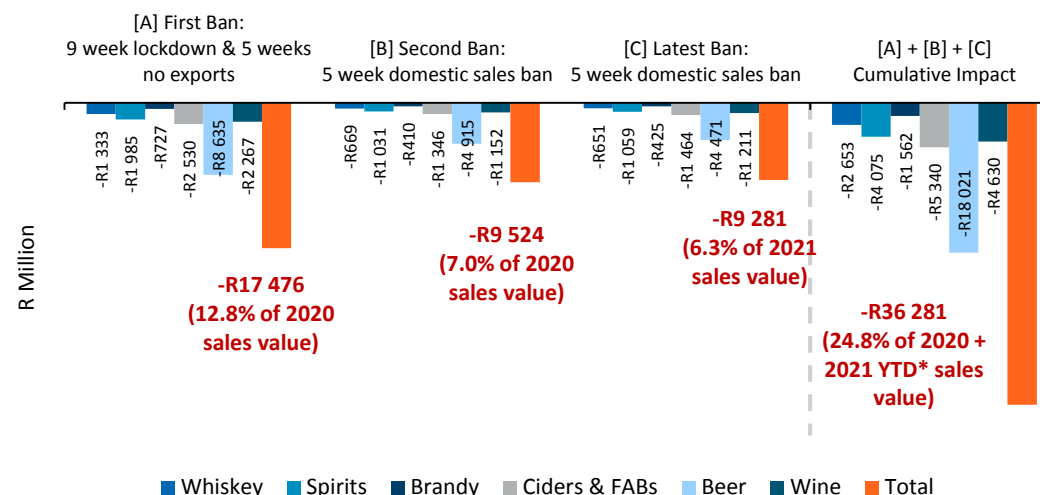 [A] First Ban:
9 week lockdown & 5 weeks
no exports
[B] Second Ban:
5 week domestic sales ban
[C] Latest Ban:
5 week domestic sales ban
[A] + [B] + [C]
Cumulative Impact
R Million
-R1 333
-R1 985
-R727
-R2 530
-R8 635
-R2 267
-R17 476
(12.8% of 2020
sales value)
-R669
-R1 031
-R410
-R1 346
-R4 915
-R1 152
-R9 524
(7.0% of 2020
sales value)
-R651
-R1 059
-R425
-R1 464
-R4 471
-R1 211
-R9 281
(6.3% of 2021
sales value)
-R2 653
-R4 075
-R1 562
-R5 340
-R18 021
-R4 630
-R36 281
(24.8% of 2020 +
2021 YTD* sales
value)
Whiskey Spirits Brandy Ciders & FABs Beer Wine Total